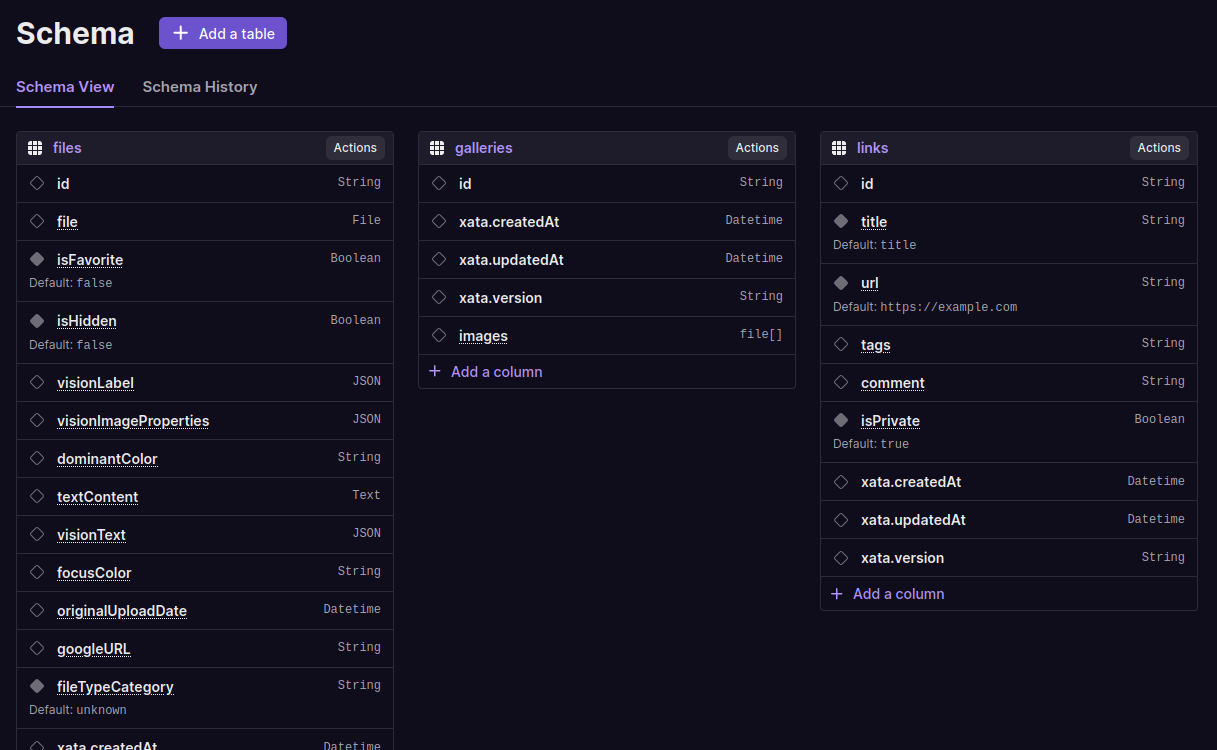 Schema
Add a table
Schema View
Schema History
files
Actions
id
String
file
File
isFavorite
Boolean
Default: false
isHidden
Boolean
Default: false
visionLabel
JSON
visionImageProperties
JSON
dominantColor
String
textContent
Text
visionText
JSON
focusColor
String
originalUploadDate
Datetime
googleURL
String
fileTypeCategory
String
Default: unknown
xata.createdAt
Datetime
galleries
Actions
id
String
xata.createdAt
Datetime
xata.updatedAt
Datetime
xata.version
String
images
file[]
Add a column
links
Actions
id
String
title
String
Default: title
url
String
Default: https://example.com
tags
String
comment
String
isPrivate
Boolean
Default: true
xata.createdAt
Datetime
xata.updatedAt
Datetime
xata.version
String
Add a column